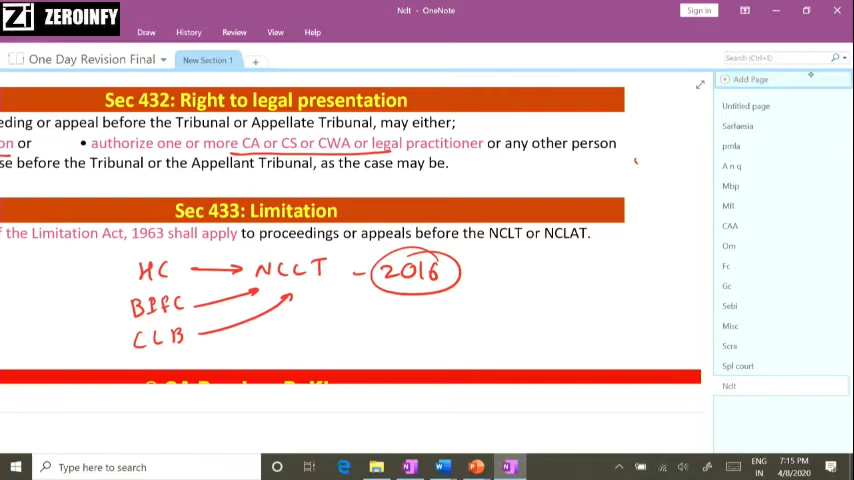 Zi ZEROINFY
Ndt - OneNote
Sign in
Draw History Review View Help
One Day Revision Final
New Section 1
Search (Ctrl+E)
Add Page
Sec 432: Right to legal presentation
eding or appeal before the Tribunal or Appellate Tribunal, may either;
on or • authorize one or more CA or CS or CWA or legal practitioner or any other person
se before the Tribunal or the Appellant Tribunal, as the case may be.
Sec 433: Limitation
f the Limitation Act, 1963 shall apply to proceedings or appeals before the NCLT or NCLAT.
HC NCLT - 2016
BIFC
CLB
Untitled page
Sarfaesia
pmla
A n q
Mbp
MR
CAA
Om
Fc
Gc
Sebi
Misc
Scra
Spl court
Ndt
Type here to search
ENG
IN
7:15 PM
4/8/2020